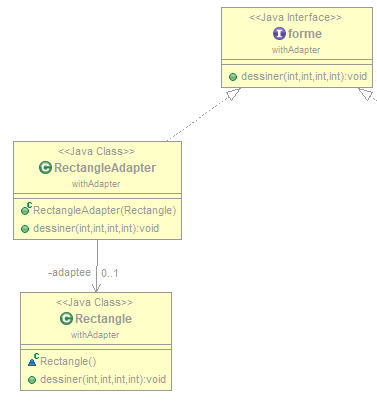 <<Java Interface>>
I forme
withAdapter
dessiner(int,int,int,int):void
<<Java Class>>
C RectangleAdapter
withAdapter
C RectangleAdapter(Rectangle)
dessiner(int,int,int,int):void
-adaptee 0..1
<<Java Class>>
C Rectangle
withAdapter
C Rectangle()
dessiner(int,int,int,int):void